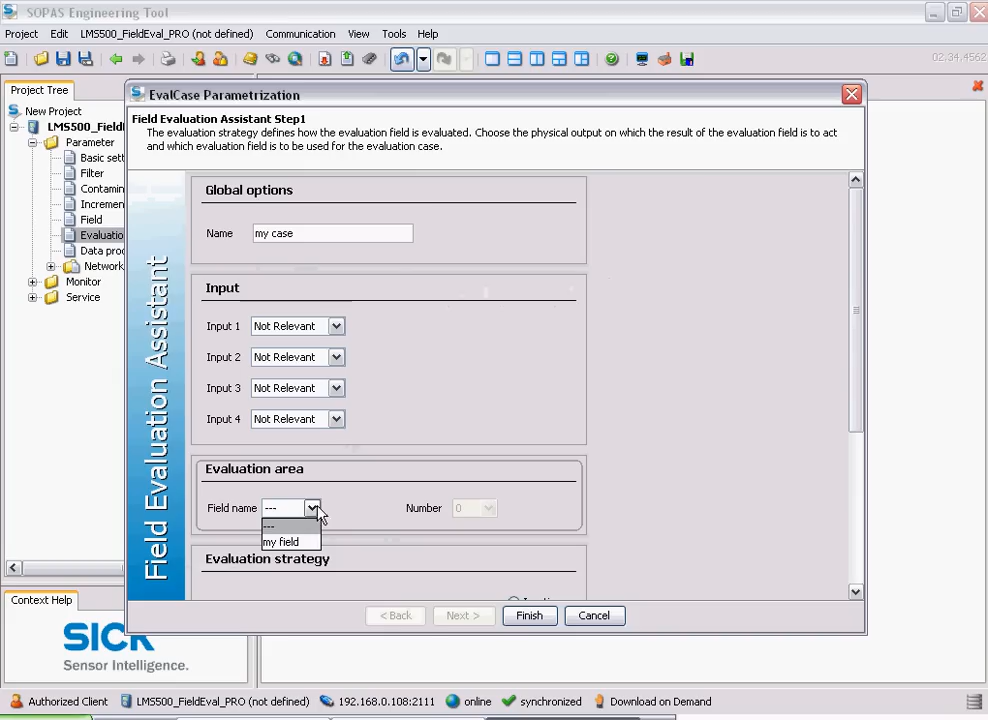 SOPAS Engineering Tool
Project Edit LMS500_FieldEval_PRO (not defined) Communication View Tools Help
02.34.4562
Project Tree
New Project
LMS500_Field
Parameter
Basic sett
Filter
Contamin
Incremen
Field
Evaluatio
Data proc
Network
Monitor
Service
EvalCase Parametrization
Field Evaluation Assistant Step1
The evaluation strategy defines how the evaluation field is evaluated. Choose the physical output on which the result of the evaluation field is to act
and which evaluation field is to be used for the evaluation case.
Field Evaluation Assistant
Global options
Name my case
Input
Input 1 Not Relevant
Input 2 Not Relevant
Input 3 Not Relevant
Input 4 Not Relevant
Evaluation area
Field name --- Number 0
---
my field
Evaluation strategy
< Back Next > Finish Cancel
Context Help
SICK
Sensor Intelligence.
Authorized Client LMS500_FieldEval_PRO (not defined) 192.168.0.108:2111 online synchronized Download on Demand